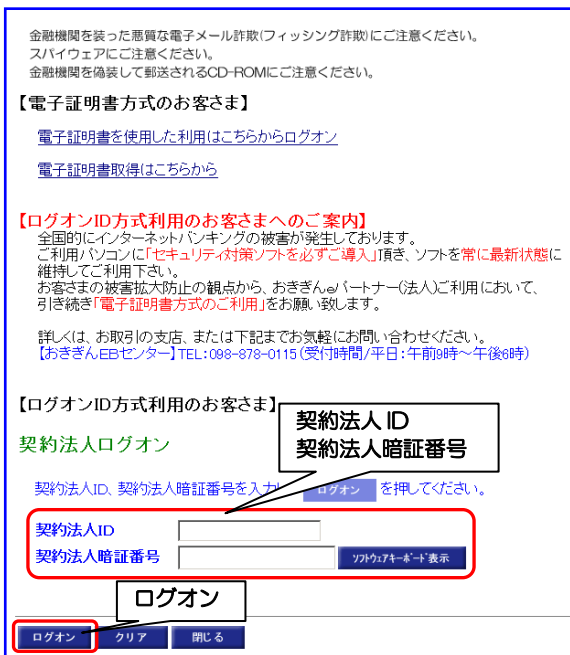 金融機関を装った悪質な電子メール詐欺(フィッシング詐欺)にご注意ください。
スパイウェアにご注意ください。
金融機関を偽装して郵送されるCD-ROMにご注意ください。
【電子証明書方式のお客さま】
電子証明書を使用した利用はこちらからログオン
電子証明書取得はこちらから
【ログオンID方式利用のお客さまへのご案内】
全国的にインターネットバンキングの被害が発生しております。
ご利用パソコンに「セキュリティ対策ソフトを必ずご導入」頂き、ソフトを常に最新状態に
維持してご利用下さい。
お客さまの被害拡大防止の観点から、おきぎんeパートナー(法人)ご利用において、
引き続き「電子証明書方式のご利用」をお願い致します。
詳しくは、お取引の支店、または下記までお気軽にお問い合わせください。
【おきぎんEBセンター】TEL:098-878-0115(受付時間/平日:午前9時～午後6時)
【ログオンID方式利用のお客さま】
契約法人ID
契約法人暗証番号
契約法人ログオン
契約法人ID、契約法人暗証番号を入力 ログオン を押してください。
契約法人ID
契約法人暗証番号 ソフトウェアキーボード表示
ログオン
ログオン クリア 閉じる